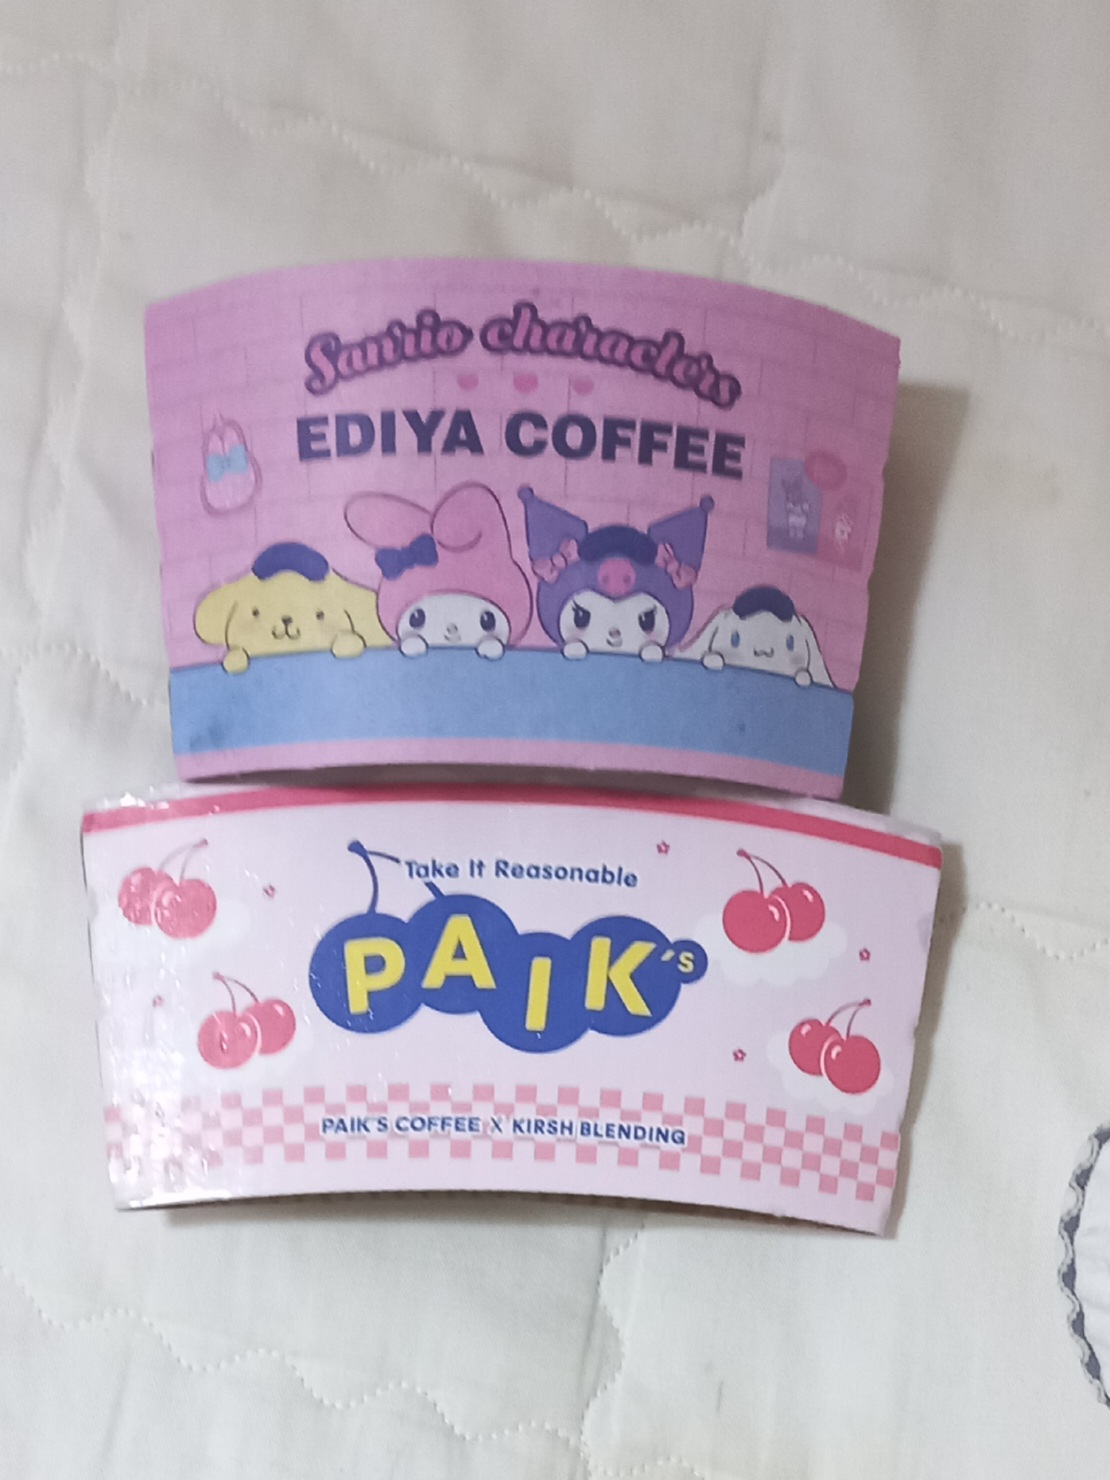 Sanrio characters
EDIYA COFFEE
Take It Reasonable
PAIK's
PAIK'S COFFEE X KIRSH BLENDING